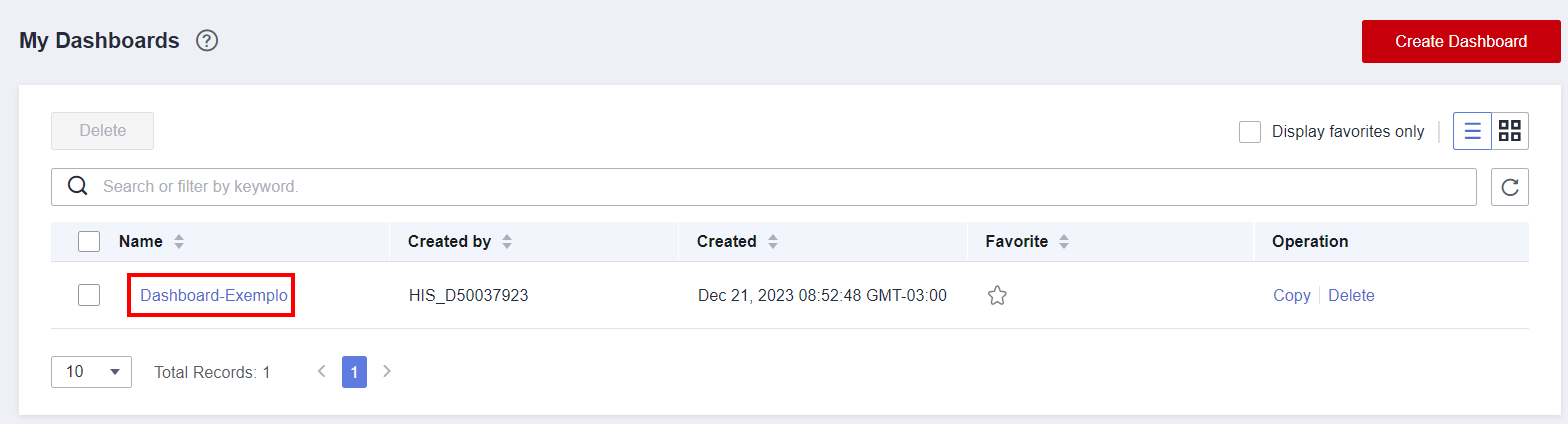 My Dashboards ?
Create Dashboard
Delete
Display favorites only
Search or filter by keyword.
Name Created by Created Favorite Operation
Dashboard-Exemplo HIS_D50037923 Dec 21, 2023 08:52:48 GMT-03:00 Copy Delete
10 Total Records: 1 1